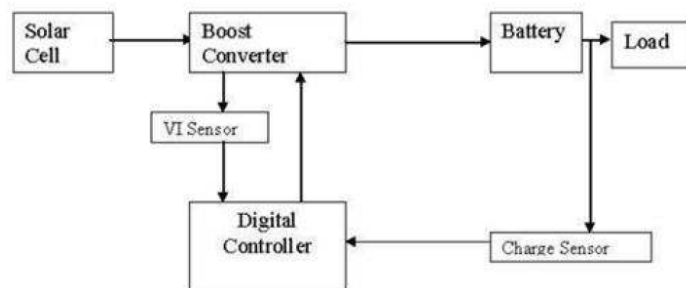 Solar
Cell
Boost
Converter
Battery
Load
VI Sensor
Digital
Controller
Charge Sensor